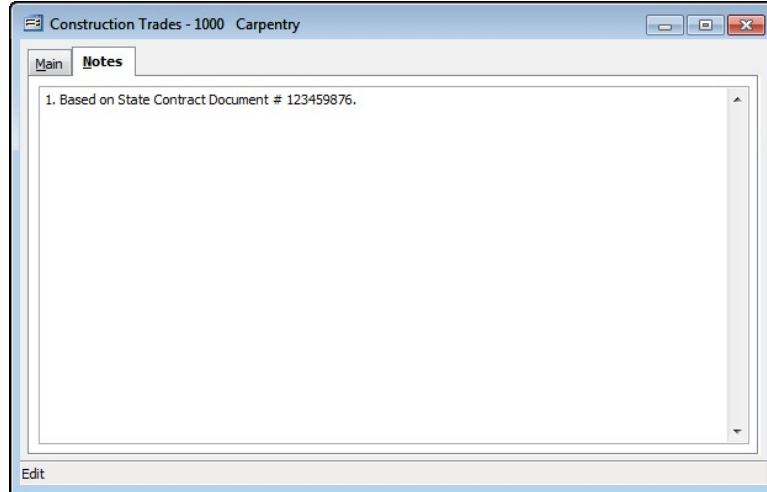 Construction Trades - 1000 Carpentry
Main Notes
1. Based on State Contract Document # 123459876.
Edit